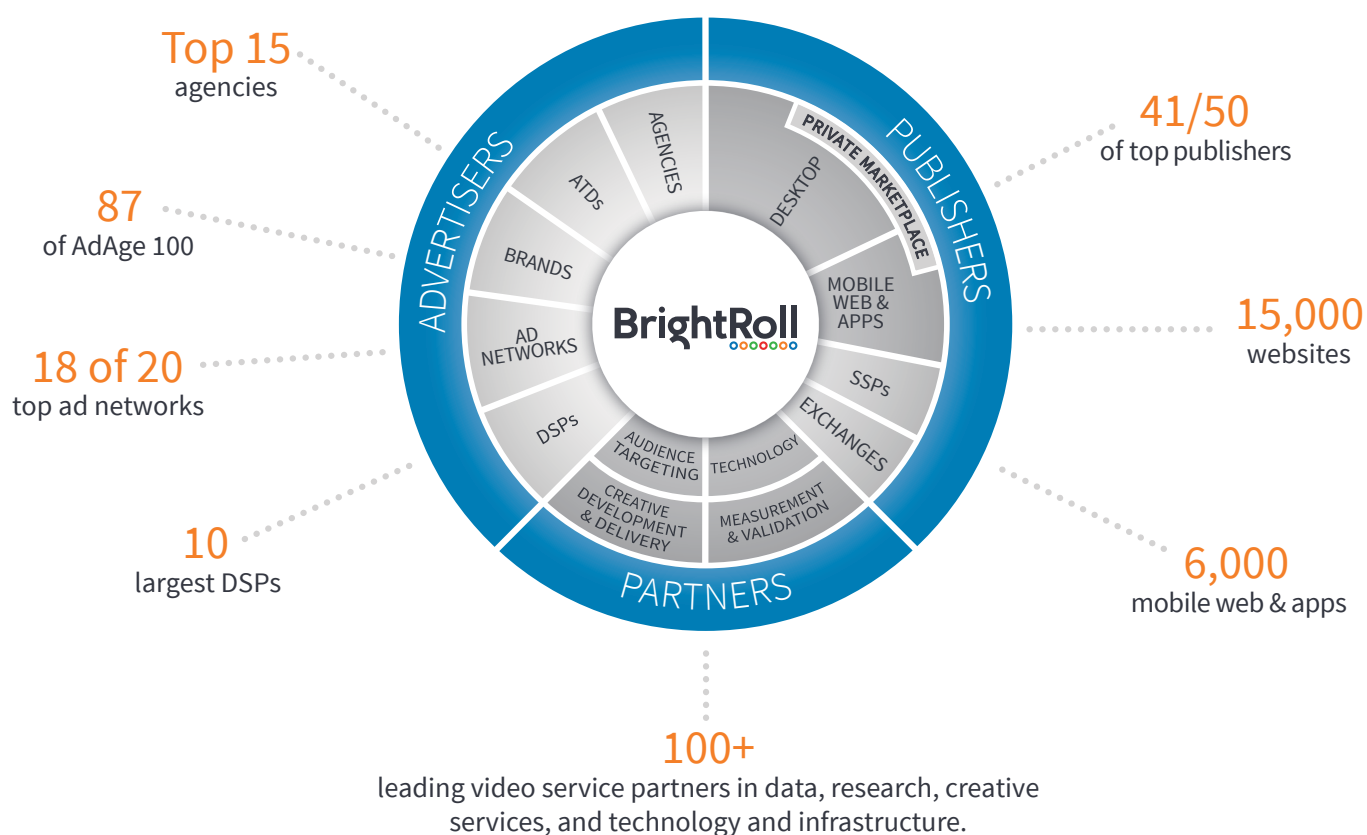 Top 15
agencies
87
of AdAge 100
18 of 20
top ad networks
10
largest DSPs
ADVERTISERS
AGENCIES
ATDs
BRANDS
AD
NETWORKS
DSPs
BrightRoll
PUBLISHERS
PRIVATE MARKETPLACE
DESKTOP
MOBILE
WEB &
APPS
SSPs
EXCHANGES
PARTNERS
AUDIENCE
TARGETING
TECHNOLOGY
CREATIVE
DEVELOPMENT
& DELIVERY
MEASUREMENT
& VALIDATION
41/50
of top publishers
15,000
websites
6,000
mobile web & apps
100+
leading video service partners in data, research, creative
services, and technology and infrastructure.